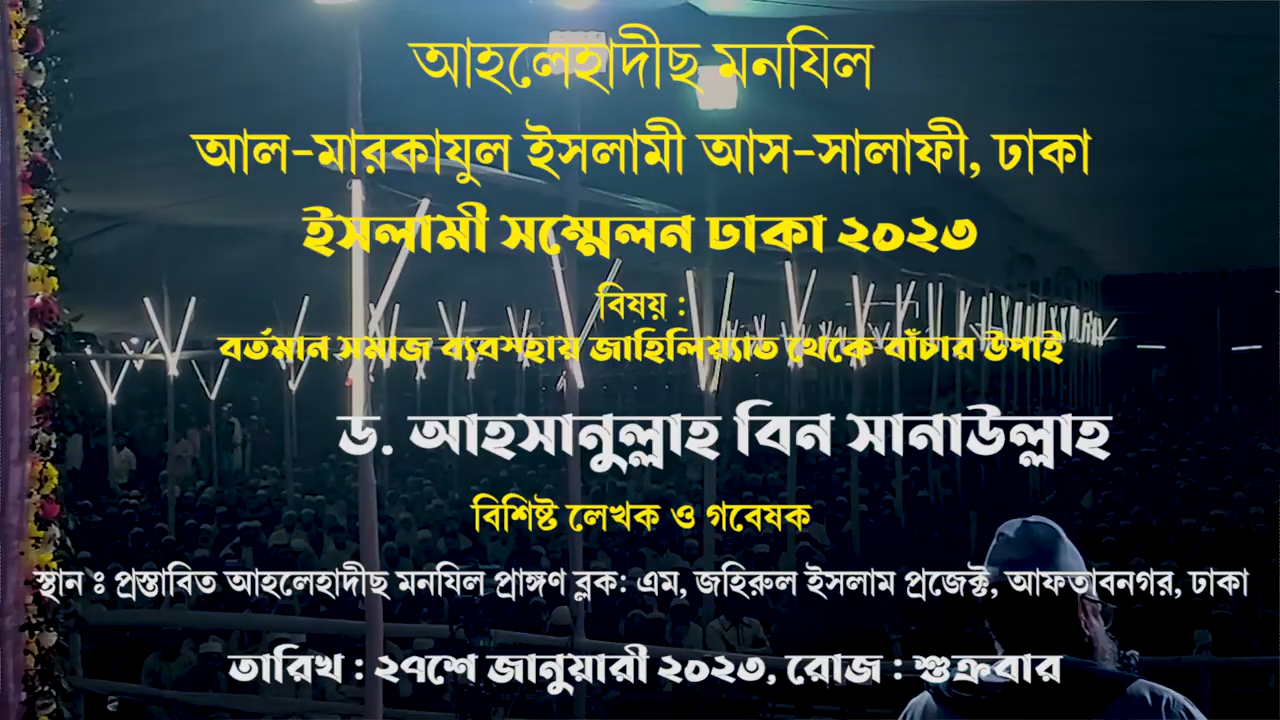 আহলেহাদীছ মনযিল
আল-মারকাযুল ইসলামী আস-সালাফী, ঢাকা
ইসলামী সম্মেলন ঢাকা ২০২৩
বিষয় :
বর্তমান সমাজ ব্যবস্হায় জাহিলিয়্যাত থেকে বাঁচার উপাই
ড. আহসানুল্লাহ বিন সানাউল্লাহ
বিশিষ্ট লেখক ও গবেষক
স্থান ঃ প্রস্তাবিত আহলেহাদীছ মনযিল প্রাঙ্গণ ব্লক: এম, জহিরুল ইসলাম প্রজেক্ট, আফতাবনগর, ঢাকা
তারিখ : ২৭শে জানুয়ারী ২০২৩, রোজ : শুক্রবার